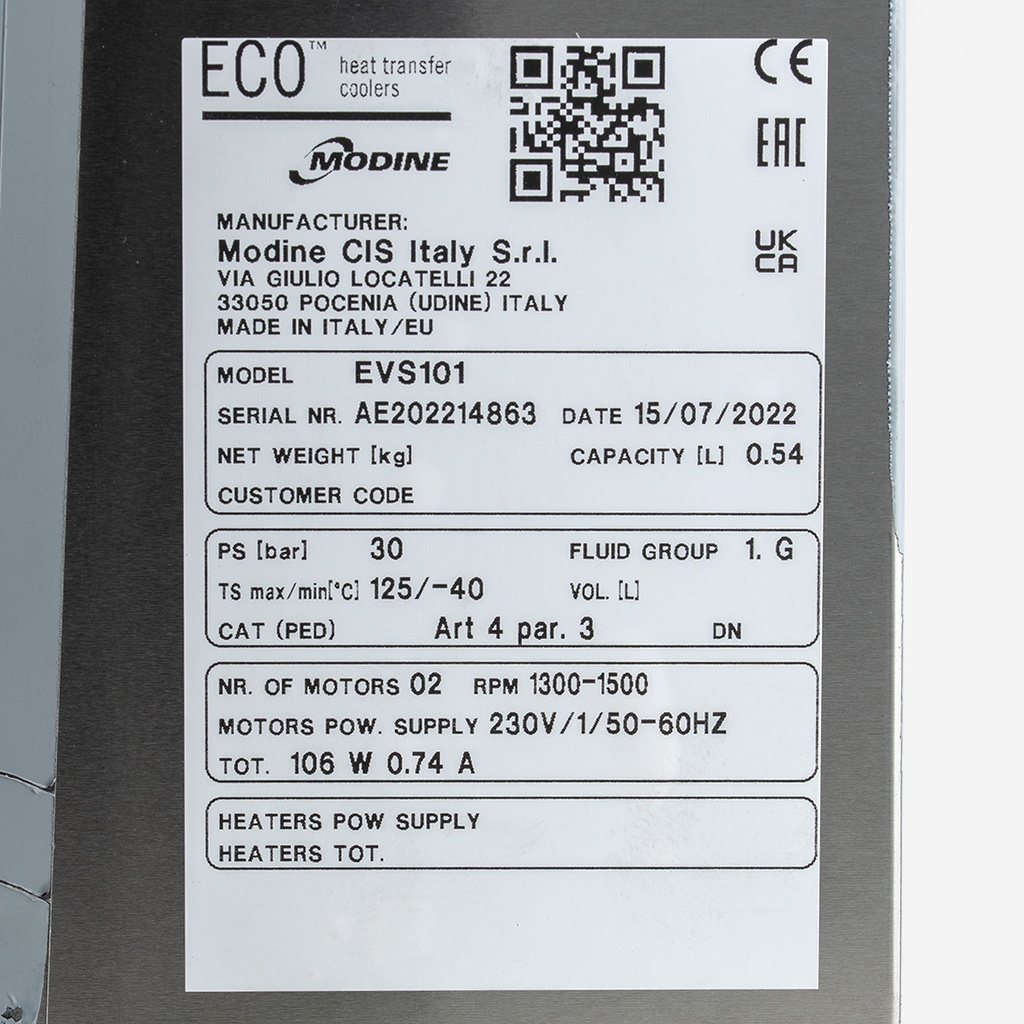 ECO™ heat transfer
coolers
MODINE
CE
EAC
UK
CA
MANUFACTURER:
Modine CIS Italy S.r.l.
VIA GIULIO LOCATELLI 22
33050 POCENIA (UDINE) ITALY
MADE IN ITALY/EU
MODEL EVS101
SERIAL NR. AE202214863 DATE 15/07/2022
NET WEIGHT [kg] CAPACITY [L] 0.54
CUSTOMER CODE
PS [bar] 30 FLUID GROUP 1. G
TS max/min[°C] 125/-40 VOL. [L]
CAT (PED) Art 4 par. 3 DN
NR. OF MOTORS 02 RPM 1300-1500
MOTORS POW. SUPPLY 230V/1/50-60HZ
TOT. 106 W 0.74 A
HEATERS POW SUPPLY
HEATERS TOT.